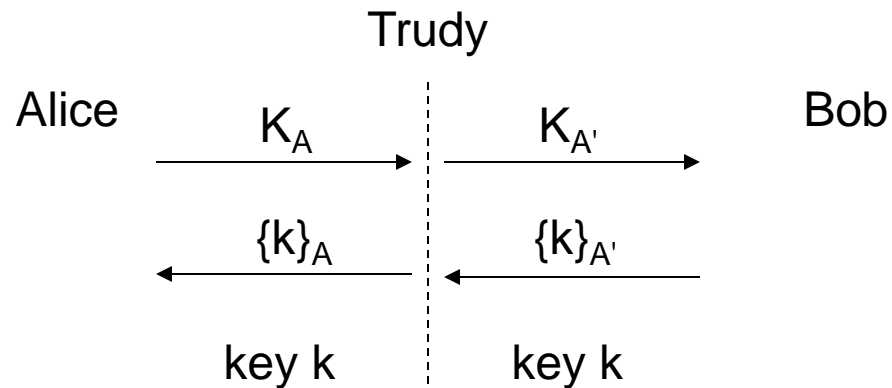 Trudy
Alice Bob
K_A K_A'
{k}_A {k}_A'
key k key k